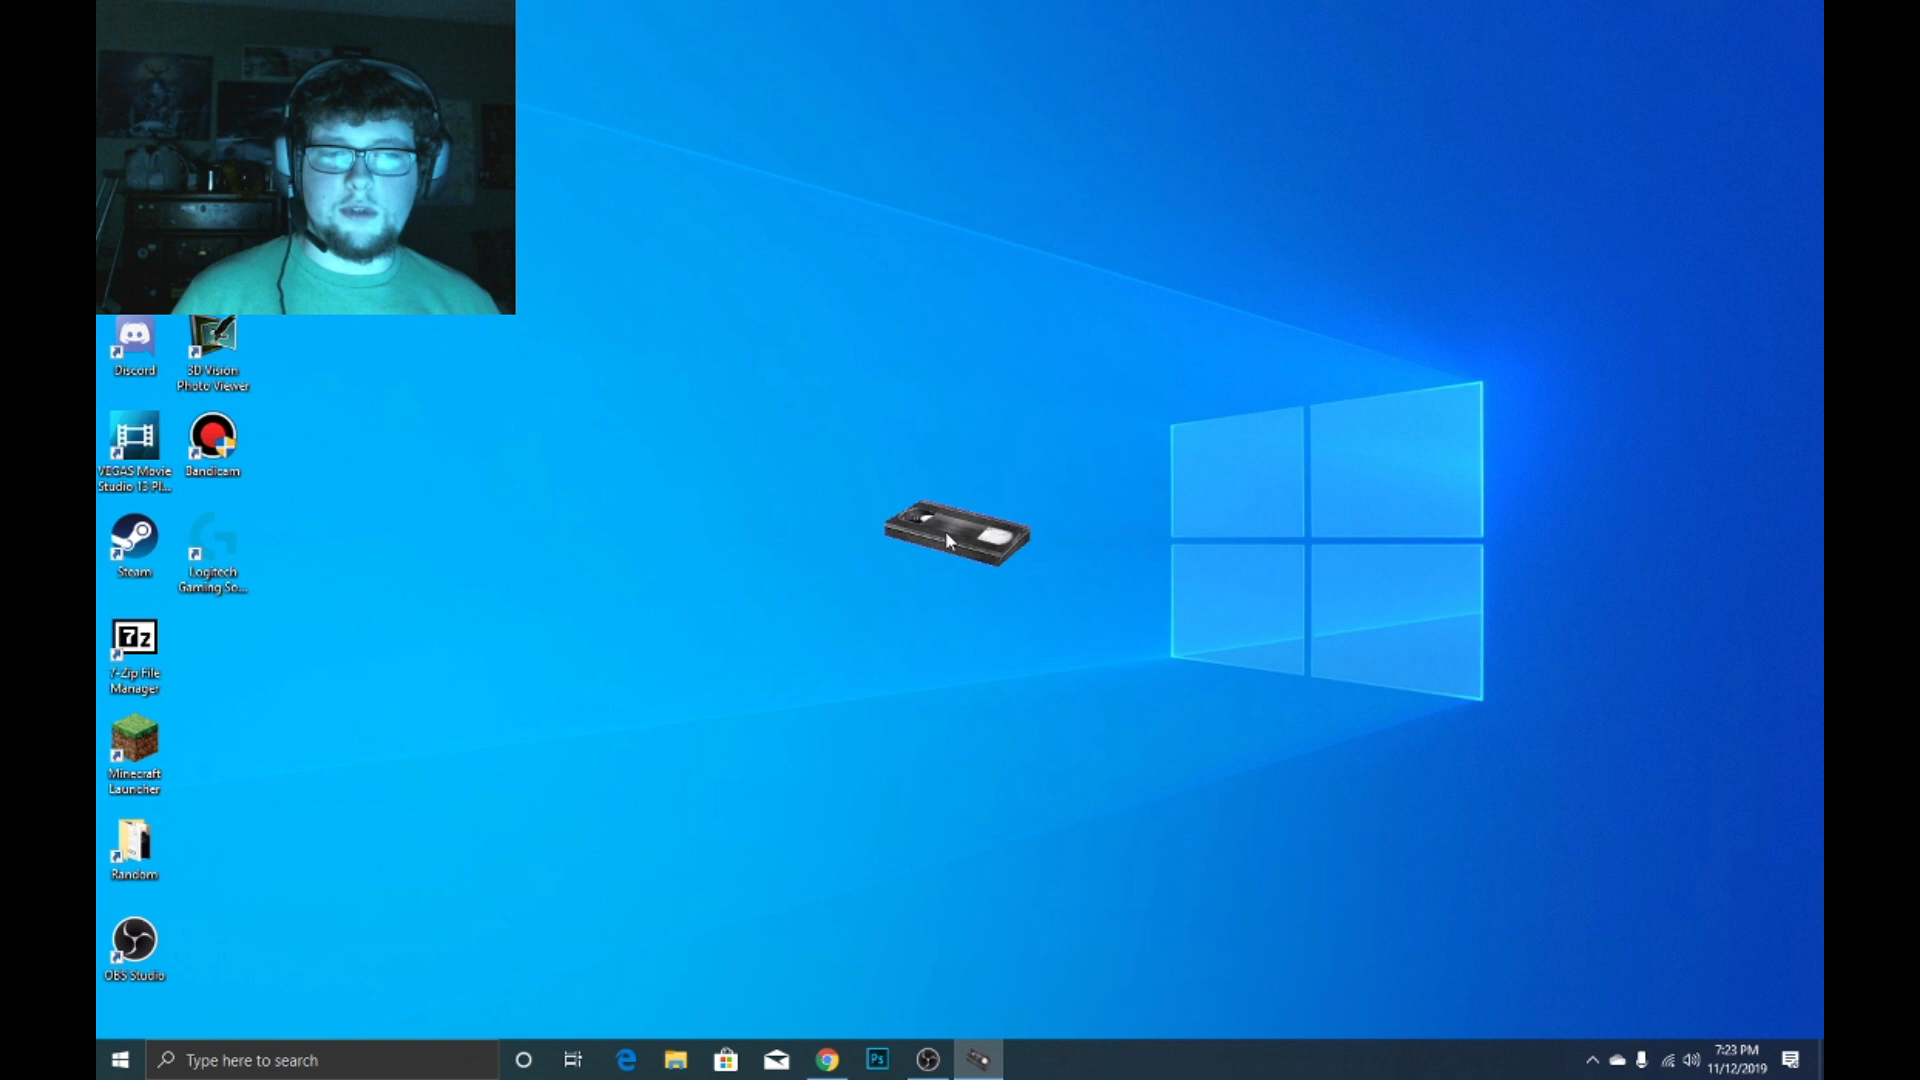 Discord
3D Vision
Photo Viewer
VEGAS Movie
Studio 13 Pl...
Bandicam
Steam
Logitech
Gaming So...
7z
7-Zip File
Manager
Minecraft
Launcher
Random
OBS Studio
Type here to search
Ps
7:23 PM
11/12/2019